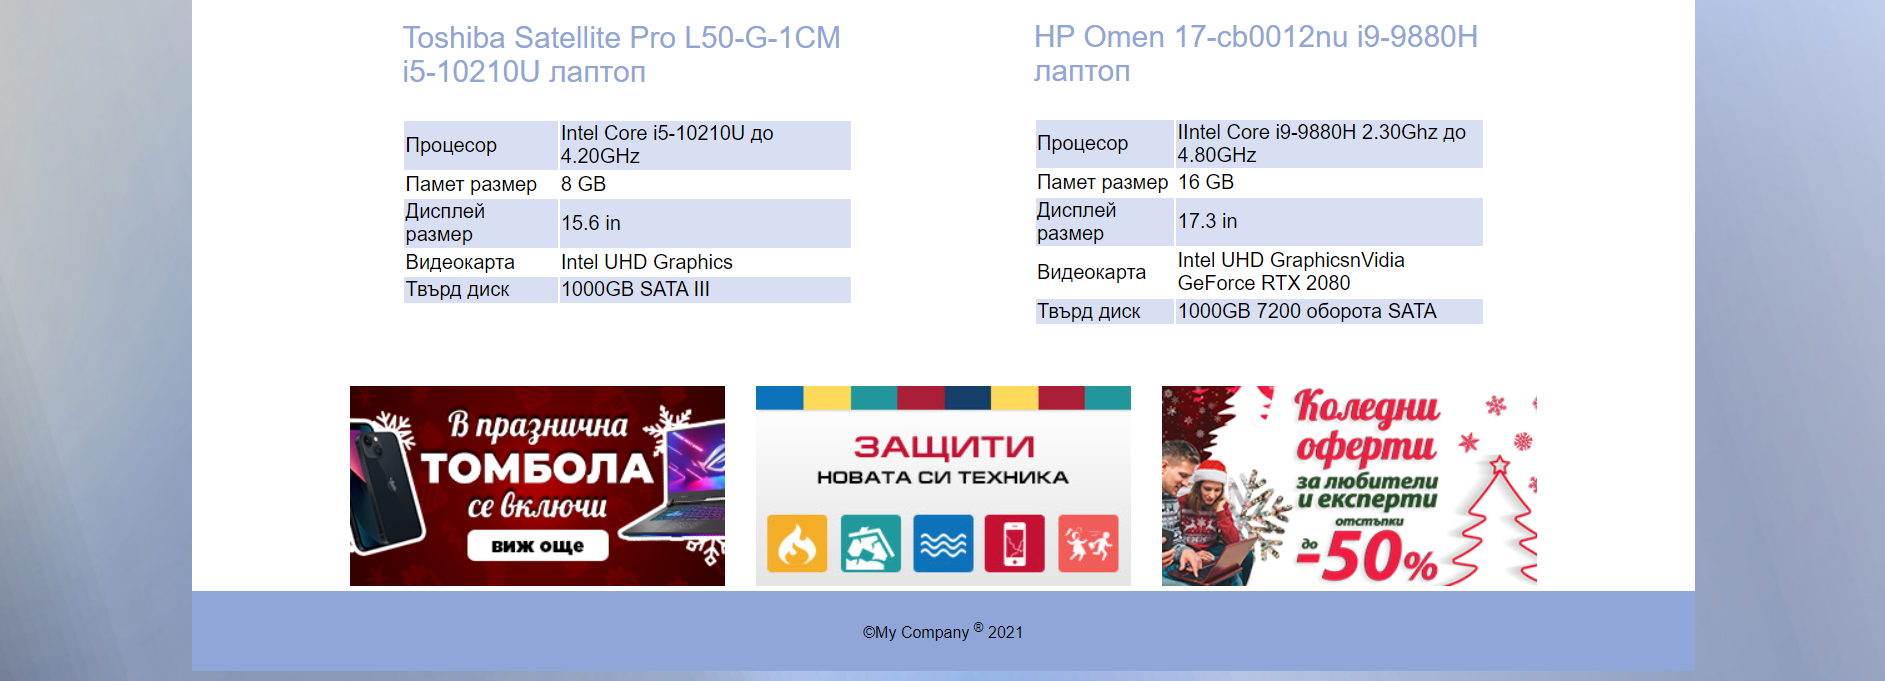 Toshiba Satellite Pro L50-G-1CM
i5-10210U лаптоп
Процесор
Intel Core i5-10210U до
4.20GHz
Памет размер 8 GB
Дисплей
размер
15.6 in
Видеокарта Intel UHD Graphics
Твърд диск 1000GB SATA III
HP Omen 17-cb0012nu i9-9880H
лаптоп
Процесор
IIntel Core i9-9880H 2.30Ghz до
4.80GHz
Памет размер 16 GB
Дисплей
размер
17.3 in
Видеокарта
Intel UHD GraphicsnVidia
GeForce RTX 2080
Твърд диск 1000GB 7200 оборота SATA
В празнична
ТОМБОЛА
се включи
виж още
ЗАЩИТИ
НОВАТА СИ ТЕХНИКА
Коледни
оферти
за любители
и експерти
отстъпки
до
-50%
©My Company ® 2021